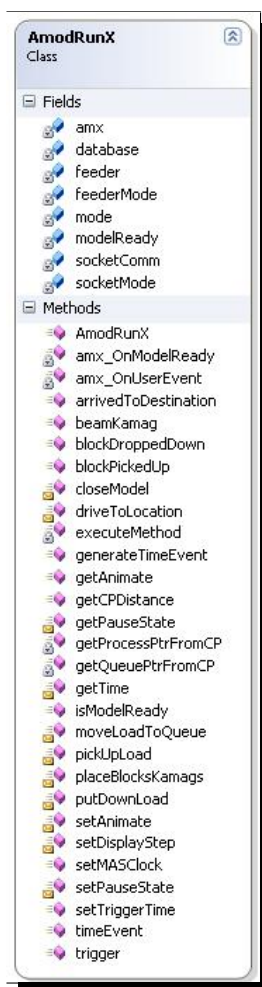 AmodRunX
Class
Fields
amx
database
feeder
feederMode
mode
modelReady
socketComm
socketMode
Methods
AmodRunX
amx_OnModelReady
amx_OnUserEvent
arrivedToDestination
beamKamag
blockDroppedDown
blockPickedUp
closeModel
driveToLocation
executeMethod
generateTimeEvent
getAnimate
getCPDistance
getPauseState
getProcessPtrFromCP
getQueuePtrFromCP
getTime
isModelReady
moveLoadToQueue
pickUpLoad
placeBlocksKamags
putDownLoad
setAnimate
setDisplayStep
setMASClock
setPauseState
setTriggerTime
timeEvent
trigger